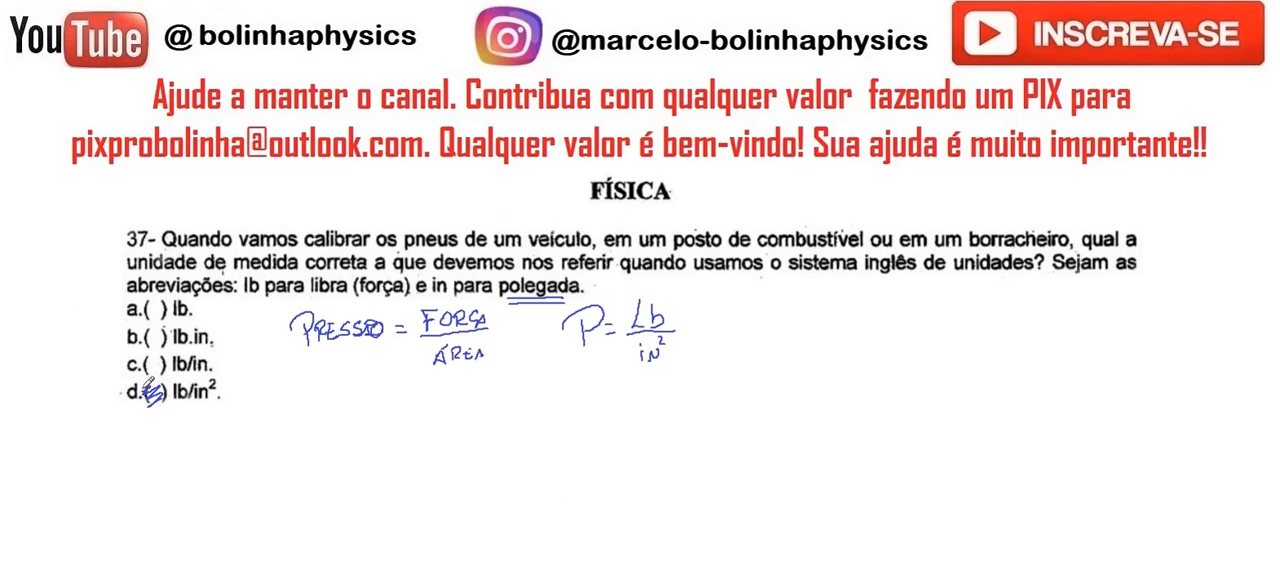 YouTube @bolinhaphysics @marcelo-bolinhaphysics INSCREVA-SE
Ajude a manter o canal. Contribua com qualquer valor fazendo um PIX para
pixprobolinha@outlook.com. Qualquer valor é bem-vindo! Sua ajuda é muito importante!!
FÍSICA
37- Quando vamos calibrar os pneus de um veículo, em um posto de combustível ou em um borracheiro, qual a
unidade de medida correta a que devemos nos referir quando usamos o sistema inglês de unidades? Sejam as
abreviações: lb para libra (força) e in para polegada.
a.( ) lb.
b.( ) lb.in.
c.( ) lb/in.
d.( ) lb/in².
PRESSÃO = FORÇA
ÁREA
P = Lb
in²